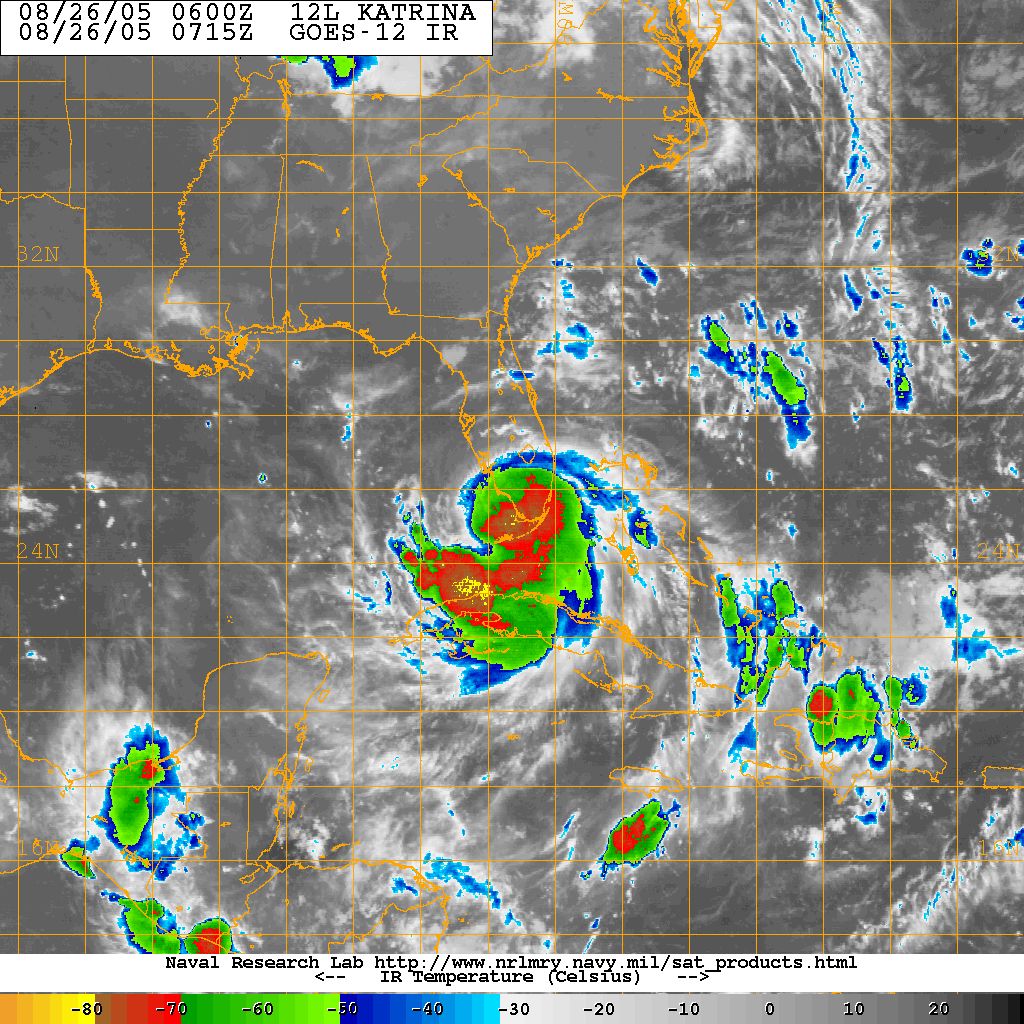 08/26/05 0600Z 12L KATRINA
08/26/05 0715Z GOES-12 IR
32N
24N 24N
16N
Naval Research Lab http://www.nrlmry.navy.mil/sat_products.html
<-- IR Temperature (Celsius) -->
-80 -70 -60 -50 -40 -30 -20 -10 0 10 20